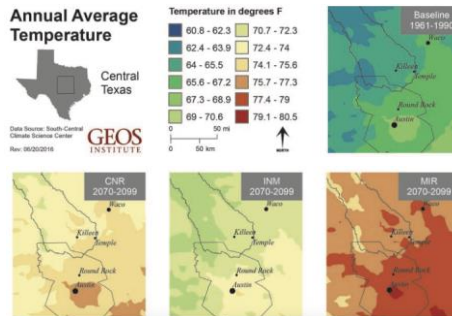 Annual Average
Temperature
Central
Texas
Data Source: South-Central
Climate Science Center
Rev: 06/20/2016
GEOS
INSTITUTE
Temperature in degrees F
60.8 - 62.3
62.4 - 63.9
64 - 65.5
65.6 - 67.2
67.3 - 68.9
69 - 70.6
70.7 - 72.3
72.4 - 74
74.1 - 75.6
75.7 - 77.3
77.4 - 79
79.1 - 80.5
0 50 mi
0 50 km
NORTH
Baseline
1961-1990
Waco
Killeen
Temple
Round Rock
Austin
CNR
2070-2099
Waco
Killeen
Temple
Round Rock
Austin
INM
2070-2099
Waco
Killeen
Temple
Round Rock
Austin
MIR
2070-2099
Waco
Killeen
Temple
Round Rock
Austin